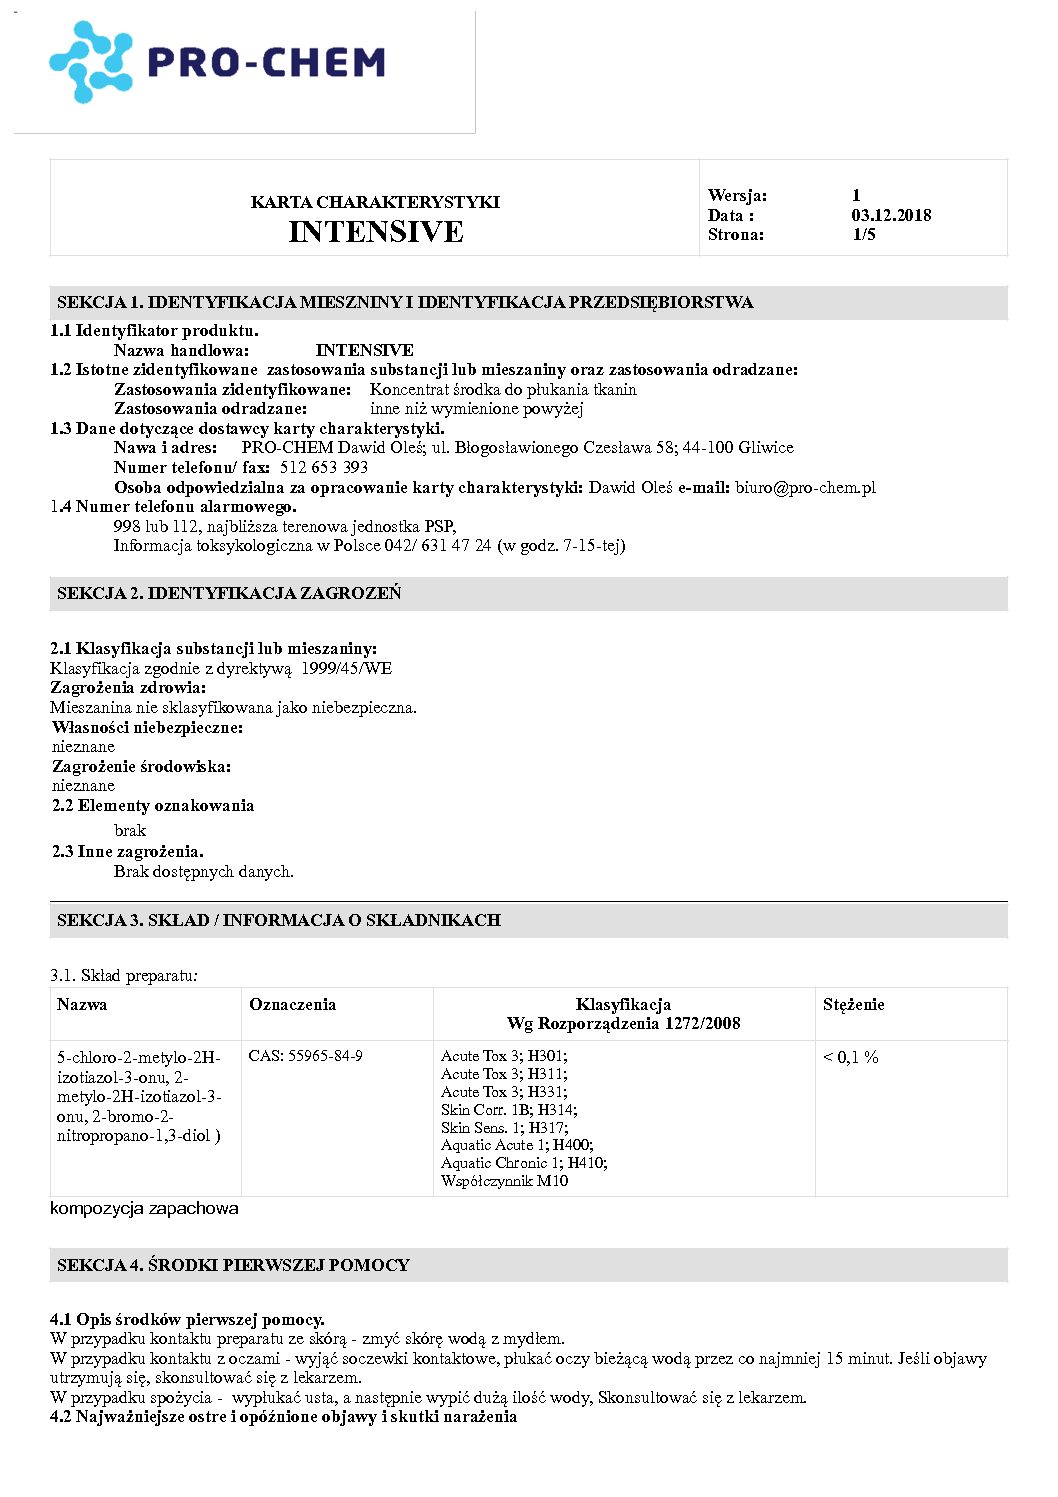 PRO-CHEM
KARTA CHARAKTERYSTYKI
INTENSIVE
Wersja: 1
Data : 03.12.2018
Strona: 1/5
SEKCJA 1. IDENTYFIKACJA MIESZNINY I IDENTYFIKACJA PRZEDSIĘBIORSTWA
1.1 Identyfikator produktu.
Nazwa handlowa: INTENSIVE
1.2 Istotne zidentyfikowane zastosowania substancji lub mieszaniny oraz zastosowania odradzane:
Zastosowania zidentyfikowane: Koncentrat środka do płukania tkanin
Zastosowania odradzane: inne niż wymienione powyżej
1.3 Dane dotyczące dostawcy karty charakterystyki.
Nawa i adres: PRO-CHEM Dawid Oleś; ul. Błogosławionego Czesława 58; 44-100 Gliwice
Numer telefonu/ fax: 512 653 393
Osoba odpowiedzialna za opracowanie karty charakterystyki: Dawid Oleś e-mail: biuro@pro-chem.pl
1.4 Numer telefonu alarmowego.
998 lub 112, najbliższa terenowa jednostka PSP,
Informacja toksykologiczna w Polsce 042/ 631 47 24 (w godz. 7-15-tej)
SEKCJA 2. IDENTYFIKACJA ZAGROZEŃ
2.1 Klasyfikacja substancji lub mieszaniny:
Klasyfikacja zgodnie z dyrektywą 1999/45/WE
Zagrożenia zdrowia:
Mieszanina nie sklasyfikowana jako niebezpieczna.
Własności niebezpieczne:
nieznane
Zagrożenie środowiska:
nieznane
2.2 Elementy oznakowania
brak
2.3 Inne zagrożenia.
Brak dostępnych danych.
SEKCJA 3. SKŁAD / INFORMACJA O SKŁADNIKACH
3.1. Skład preparatu:
Nazwa Oznaczenia Klasyfikacja Stężenie
Wg Rozporządzenia 1272/2008
5-chloro-2-metylo-2H- CAS: 55965-84-9 Acute Tox 3; H301; < 0,1 %
izotiazol-3-onu, 2- Acute Tox 3; H311;
metylo-2H-izotiazol-3- Acute Tox 3; H331;
onu, 2-bromo-2- Skin Corr. 1B; H314;
nitropropano-1,3-diol ) Skin Sens. 1; H317;
Aquatic Acute 1; H400;
Aquatic Chronic 1; H410;
Współczynnik M10
kompozycja zapachowa
SEKCJA 4. ŚRODKI PIERWSZEJ POMOCY
4.1 Opis środków pierwszej pomocy.
W przypadku kontaktu preparatu ze skórą - zmyć skórę wodą z mydłem.
W przypadku kontaktu z oczami - wyjąć soczewki kontaktowe, płukać oczy bieżącą wodą przez co najmniej 15 minut. Jeśli objawy
utrzymują się, skonsultować się z lekarzem.
W przypadku spożycia - wypłukać usta, a następnie wypić dużą ilość wody, Skonsultować się z lekarzem.
4.2 Najważniejsze ostre i opóźnione objawy i skutki narażenia